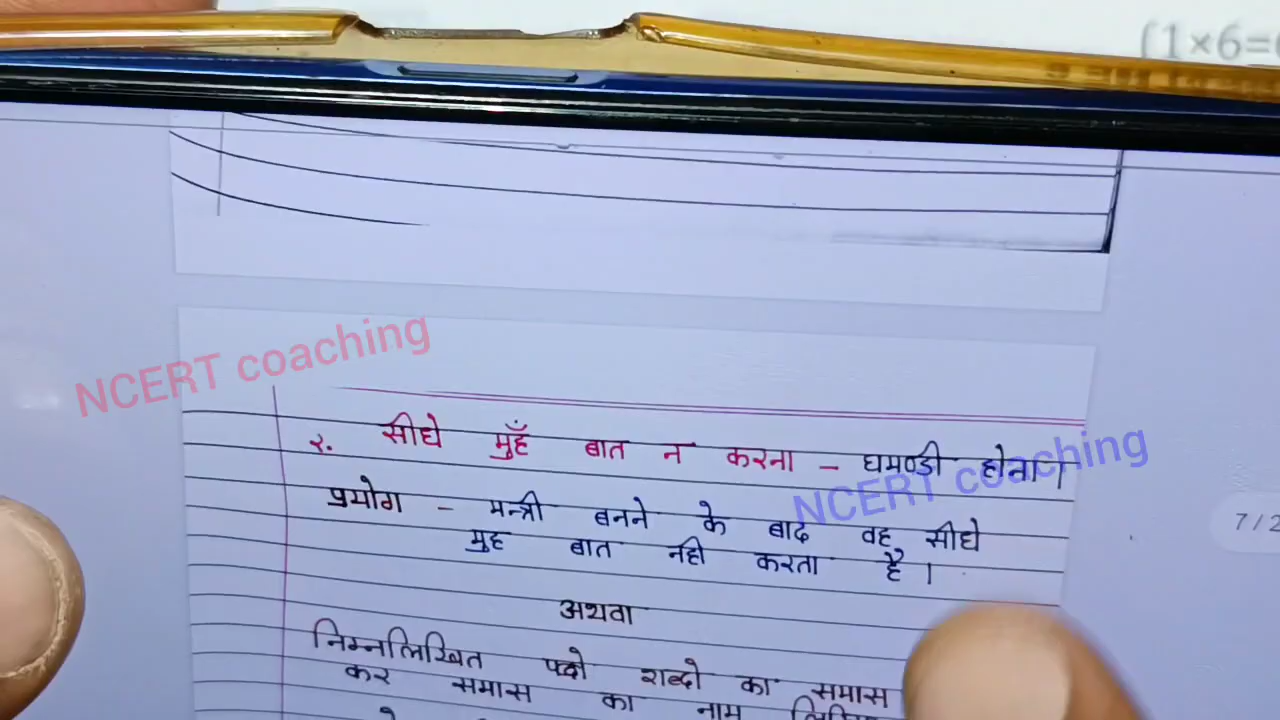 (1×6=
NCERT coaching
२. सीधे मुहँ बात न करना – घमण्डी होना।
NCERT coaching
प्रयोग – मन्त्री बनने के बाद वह सीधे
मुह बात नही करता है।
7/2
अथवा
निम्नलिखित पदो शब्दो का समास
कर समास का नाम